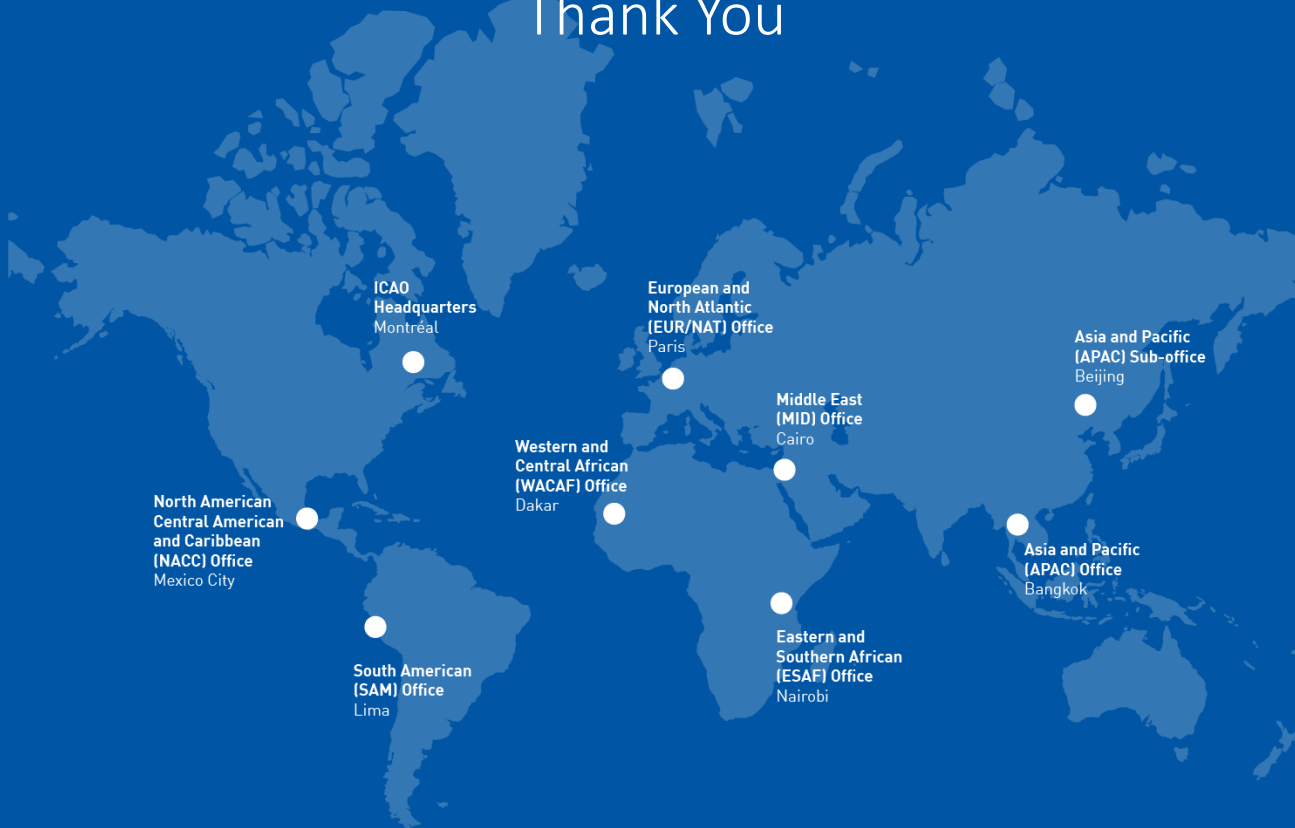 Thank You
ICAO
Headquarters
Montréal
European and
North Atlantic
(EUR/NAT) Office
Paris
Asia and Pacific
(APAC) Sub-office
Beijing
Middle East
(MID) Office
Cairo
Western and
Central African
(WACAF) Office
Dakar
North American
Central American
and Caribbean
(NACC) Office
Mexico City
Asia and Pacific
(APAC) Office
Bangkok
Eastern and
Southern African
(ESAF) Office
Nairobi
South American
(SAM) Office
Lima